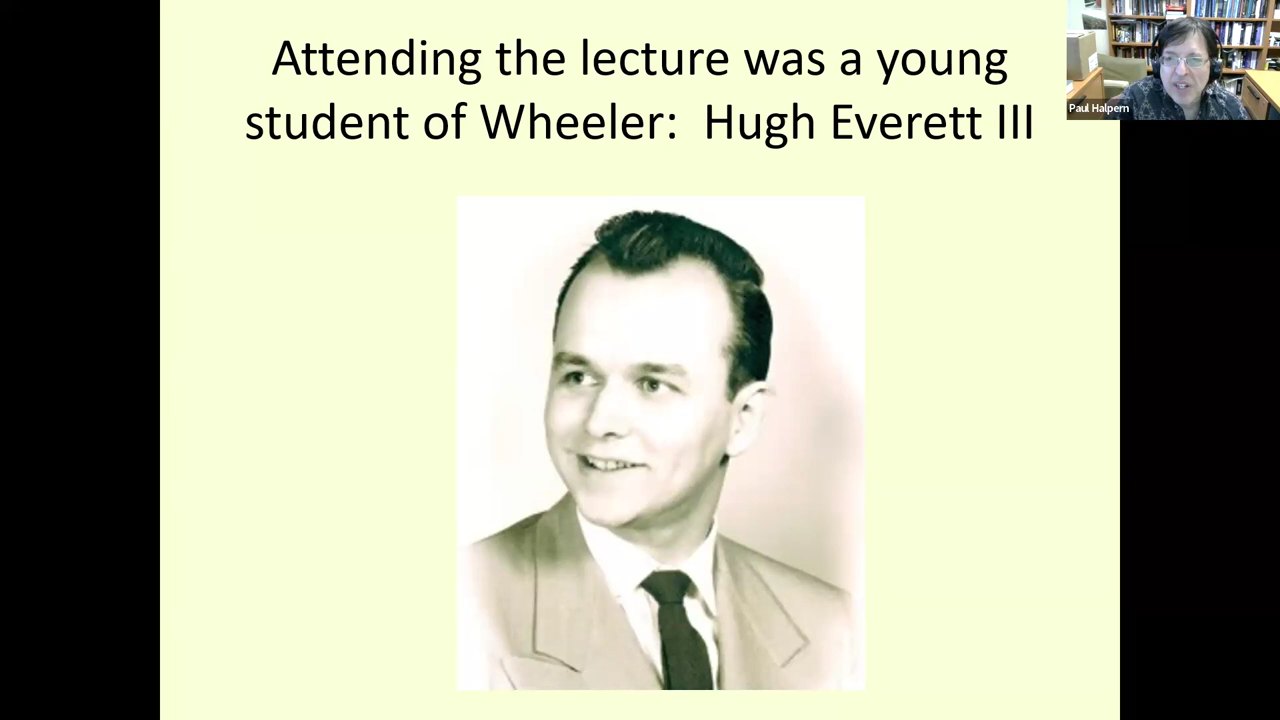 Attending the lecture was a young
student of Wheeler:  Hugh Everett III
Paul Halpern